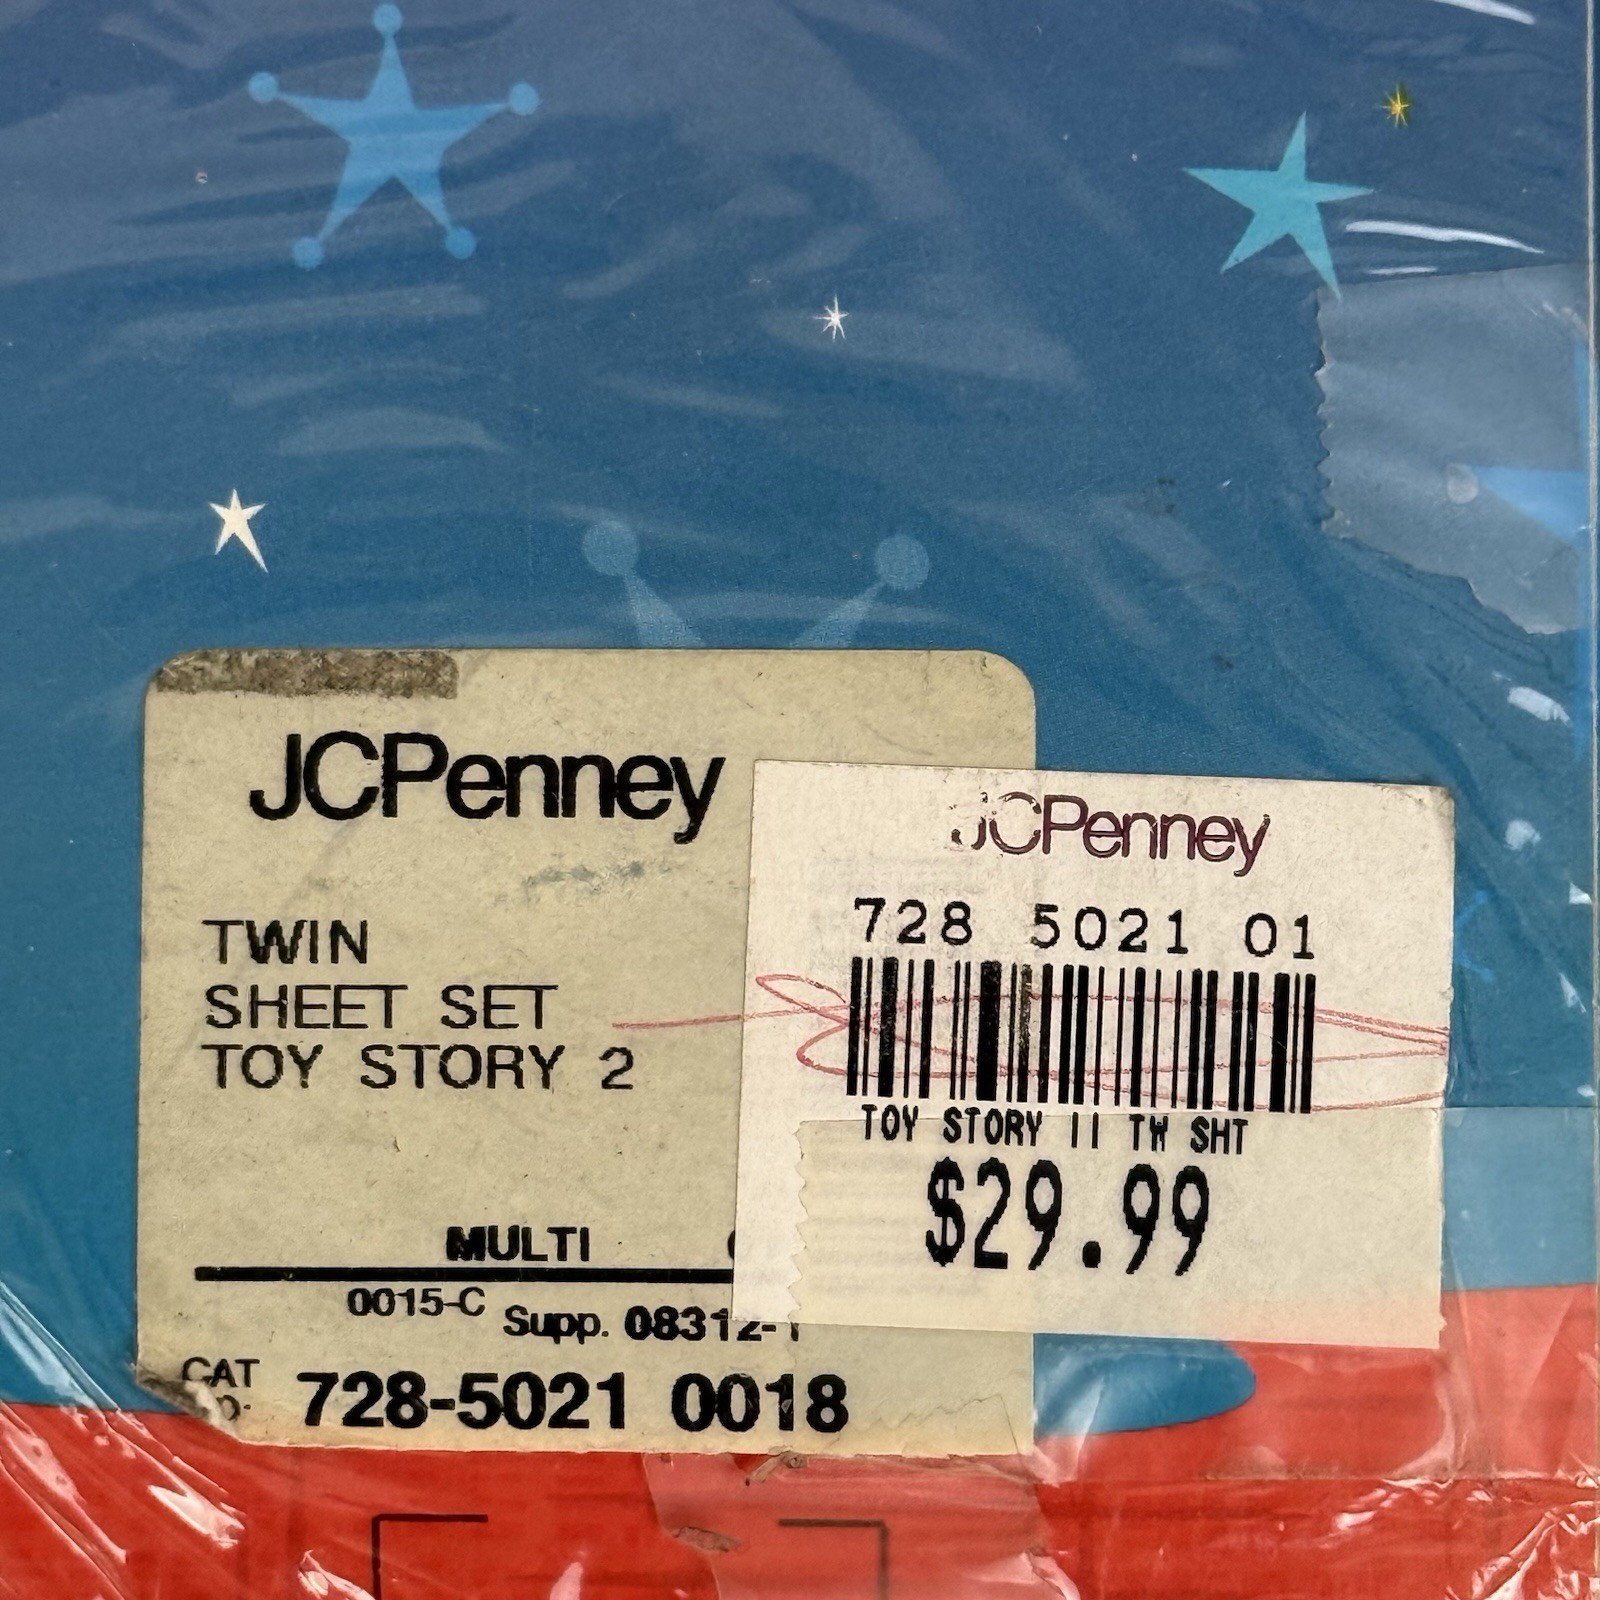 JCPenney
TWIN
SHEET SET
TOY STORY 2
MULTI
0015-C
Supp. 08312-1
CAT
728-5021 0018
JCPenney
728 5021 01
TOY STORY II TW SHT
$29.99